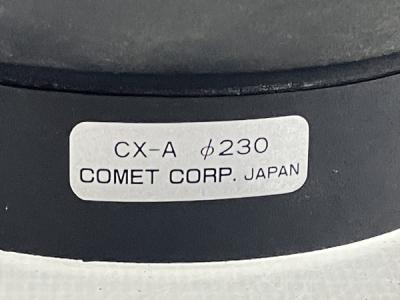 CX-A ϕ230
COMET CORP. JAPAN